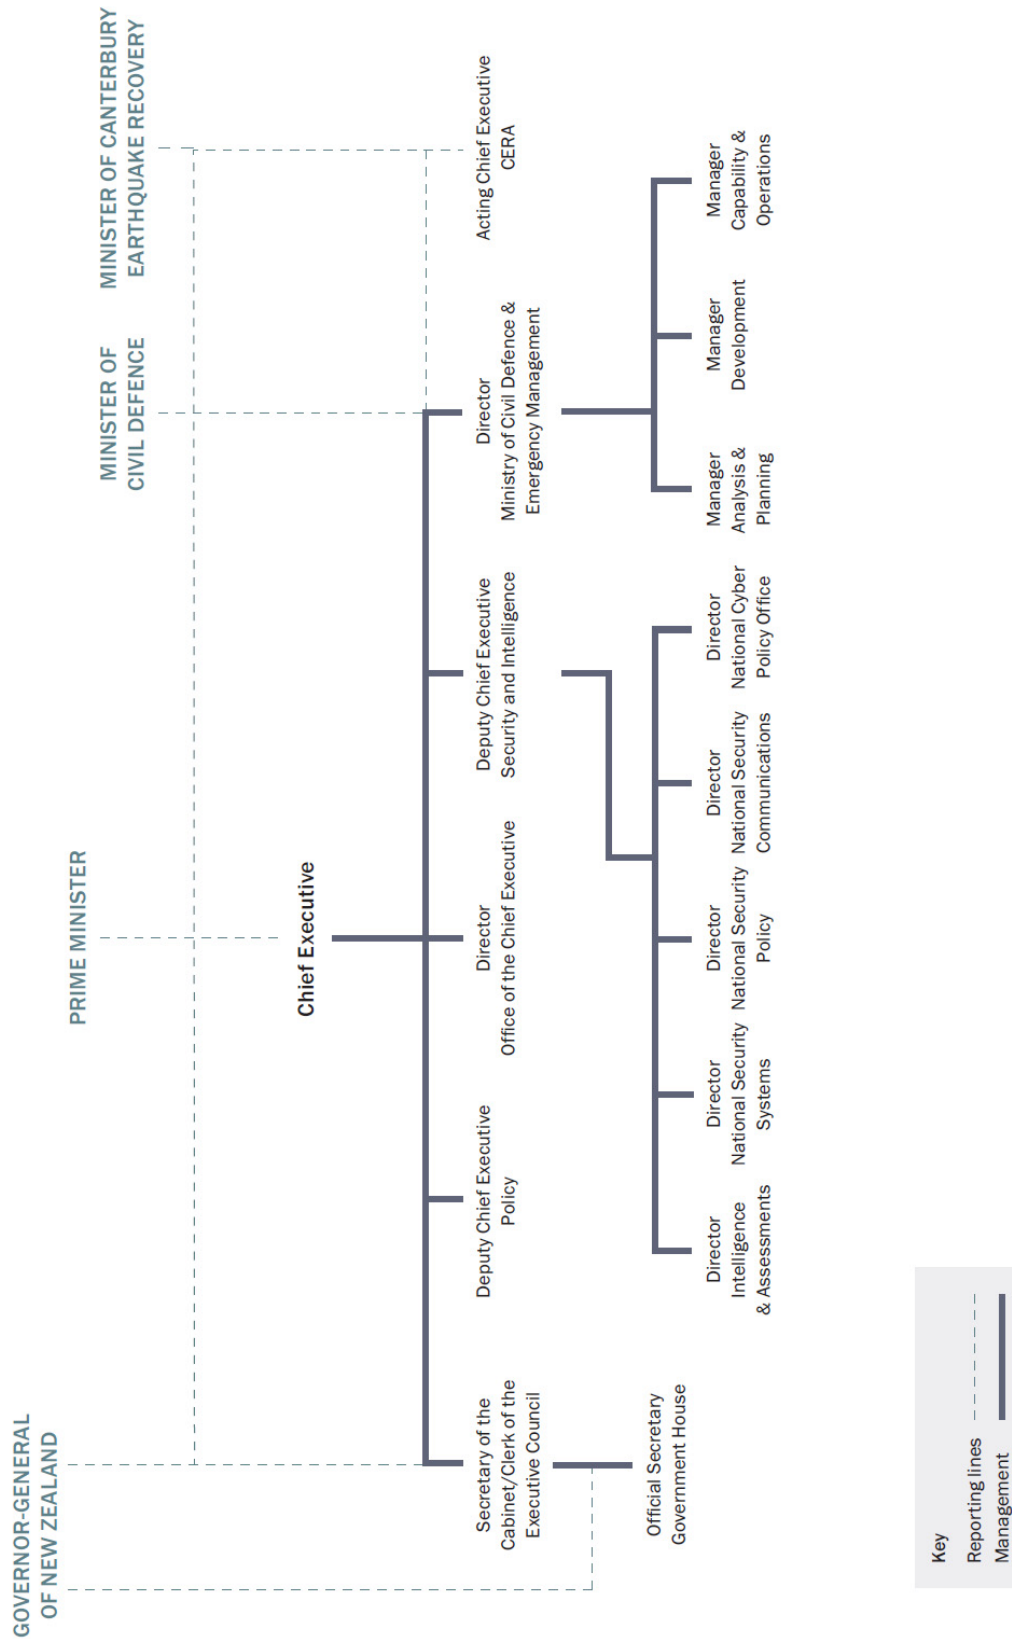 GOVERNOR-GENERAL
OF NEW ZEALAND
PRIME MINISTER
MINISTER OF
CIVIL DEFENCE
MINISTER OF CANTERBURY
EARTHQUAKE RECOVERY
Chief Executive
Secretary of the
Cabinet/Clerk of the
Executive Council
Deputy Chief Executive
Policy
Director
Office of the Chief Executive
Deputy Chief Executive
Security and Intelligence
Director
Ministry of Civil Defence &
Emergency Management
Acting Chief Executive
CERA
Official Secretary
Government House
Director
Intelligence
& Assessments
Director
National Security
Systems
Director
National Security
Policy
Director
National Security
Communications
Director
National Cyber
Policy Office
Manager
Analysis &
Planning
Manager
Development
Manager
Capability &
Operations
Key
Reporting lines
Management